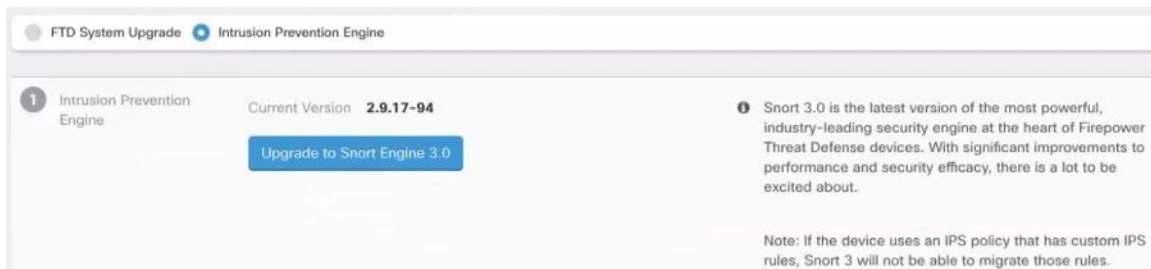 FTD System Upgrade Intrusion Prevention Engine
1 Intrusion Prevention
Engine
Current Version 2.9.17-94
Upgrade to Snort Engine 3.0
Snort 3.0 is the latest version of the most powerful,
industry-leading security engine at the heart of Firepower
Threat Defense devices. With significant improvements to
performance and security efficacy, there is a lot to be
excited about.
Note: If the device uses an IPS policy that has custom IPS
rules, Snort 3 will not be able to migrate those rules.